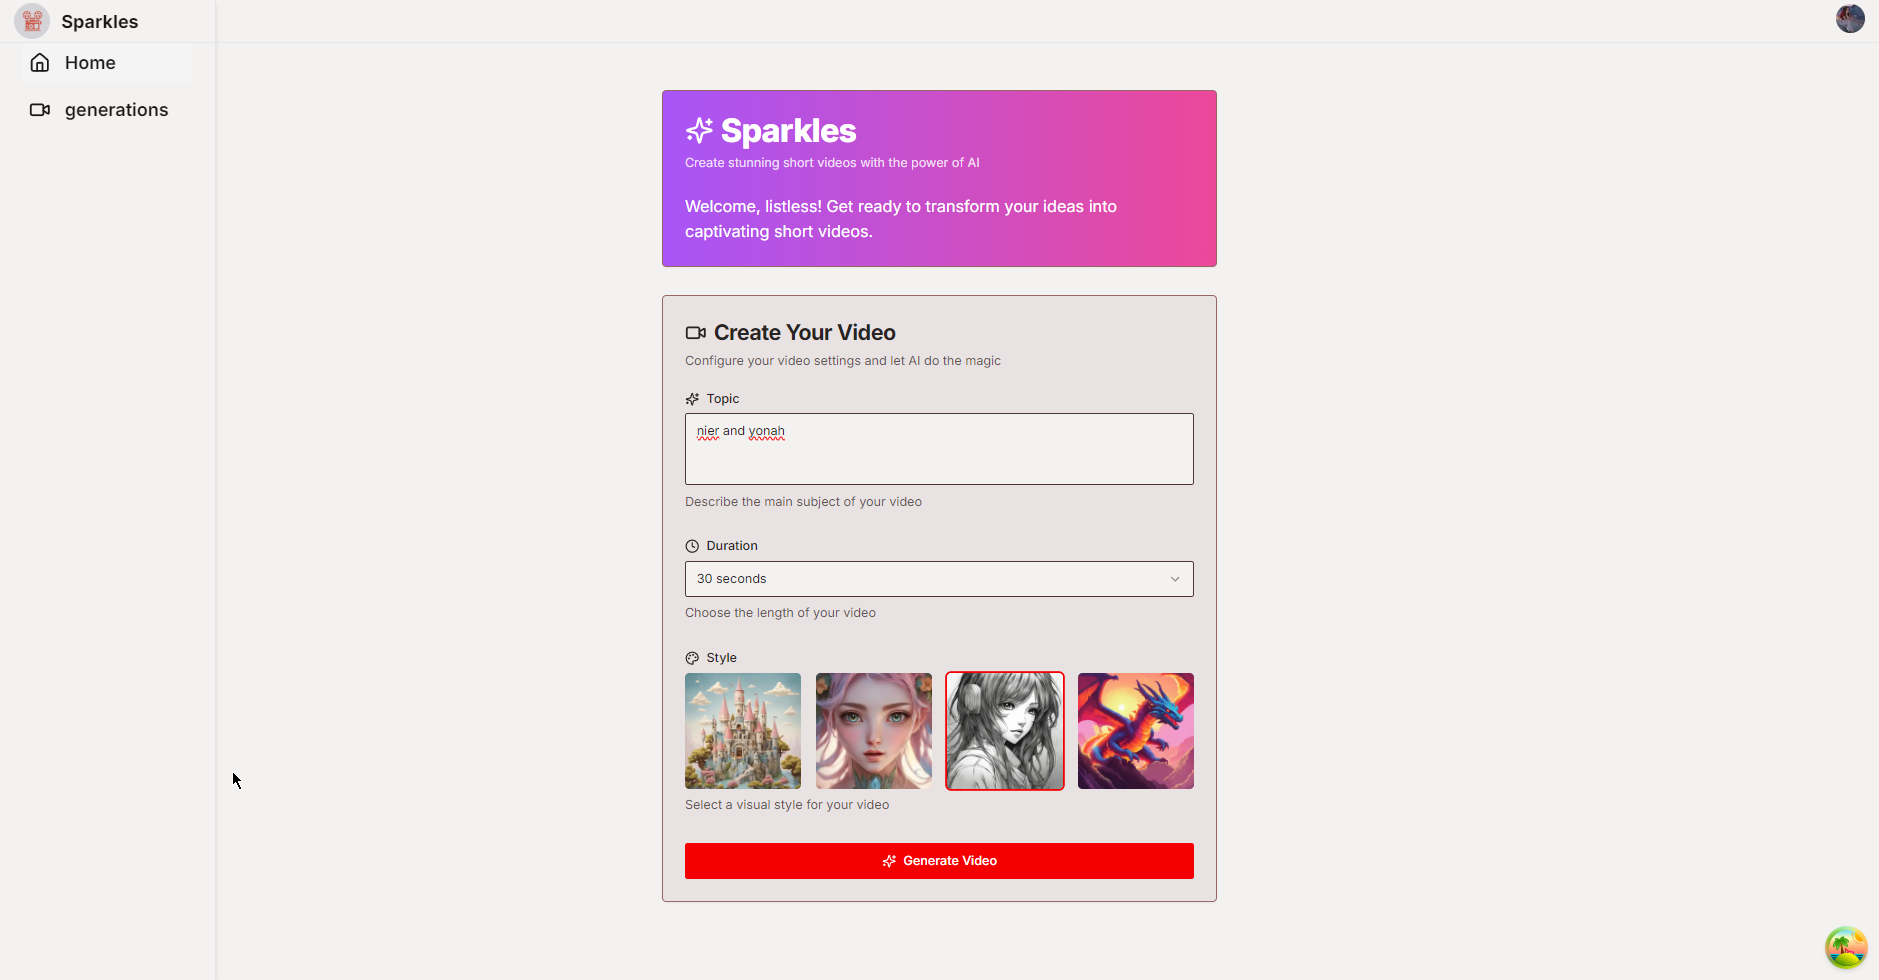 Sparkles
Home
generations
Sparkles
Create stunning short videos with the power of AI
Welcome, listless! Get ready to transform your ideas into
captivating short videos.
Create Your Video
Configure your video settings and let AI do the magic
Topic
nier and yonah
Describe the main subject of your video
Duration
30 seconds
Choose the length of your video
Style
Select a visual style for your video
Generate Video